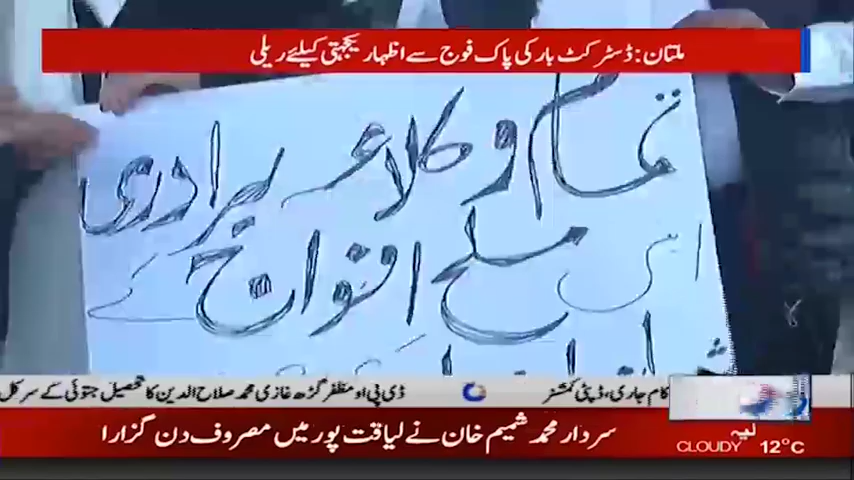 ملتان: ڈسٹرکٹ بار کی پاک فوج سے اظہار یکجہتی کیلئے ریلی
تمام وکلاء برادری
اپنی مسلح افواج کے
کام جاری، ڈپٹی کمشنر
ڈی پی او مظفر گڑھ غازی محمد صلاح الدین کا تحصیل جتوئی کے سرکل
سردار محمد شمیم خان نے لیاقت پور میں مصروف دن گزارا
لیہ
CLOUDY 12°C